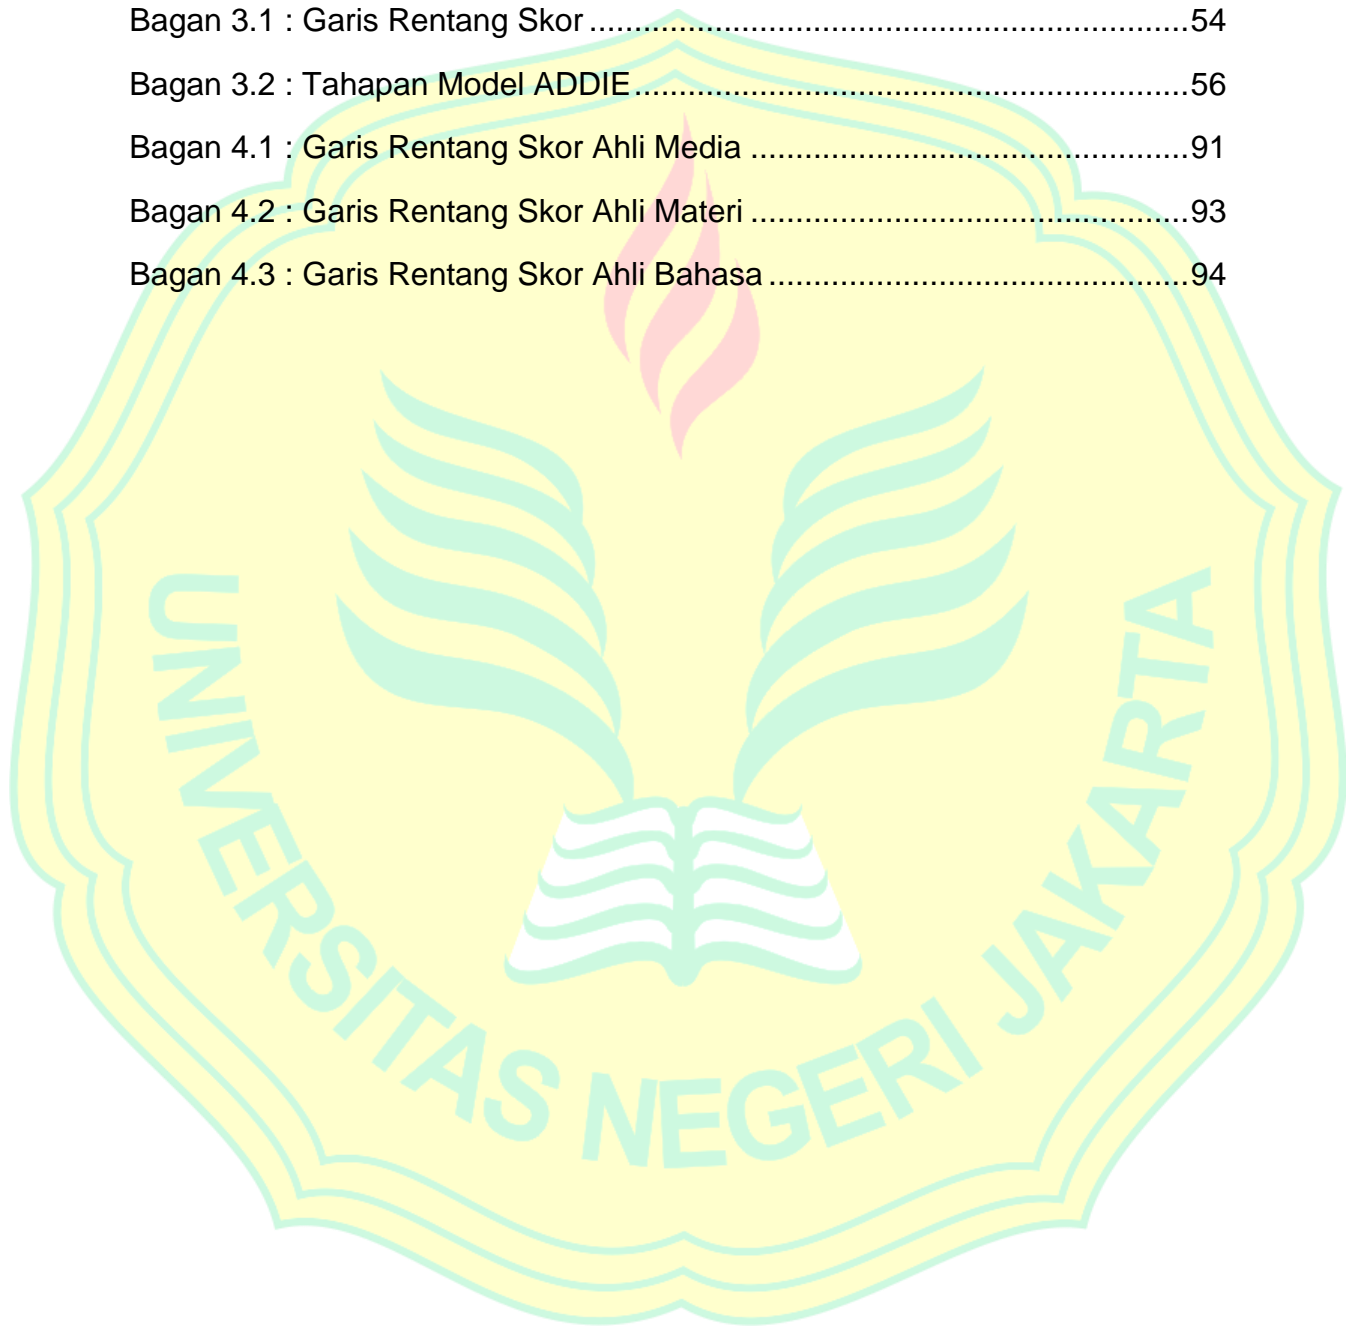 Bagan 3.1 : Garis Rentang Skor ..................................................................54
Bagan 3.2 : Tahapan Model ADDIE.............................................................56
Bagan 4.1 : Garis Rentang Skor Ahli Media ................................................91
Bagan 4.2 : Garis Rentang Skor Ahli Materi ................................................93
Bagan 4.3 : Garis Rentang Skor Ahli Bahasa ..............................................94
UNIVERSITAS NEGERI JAKARTA